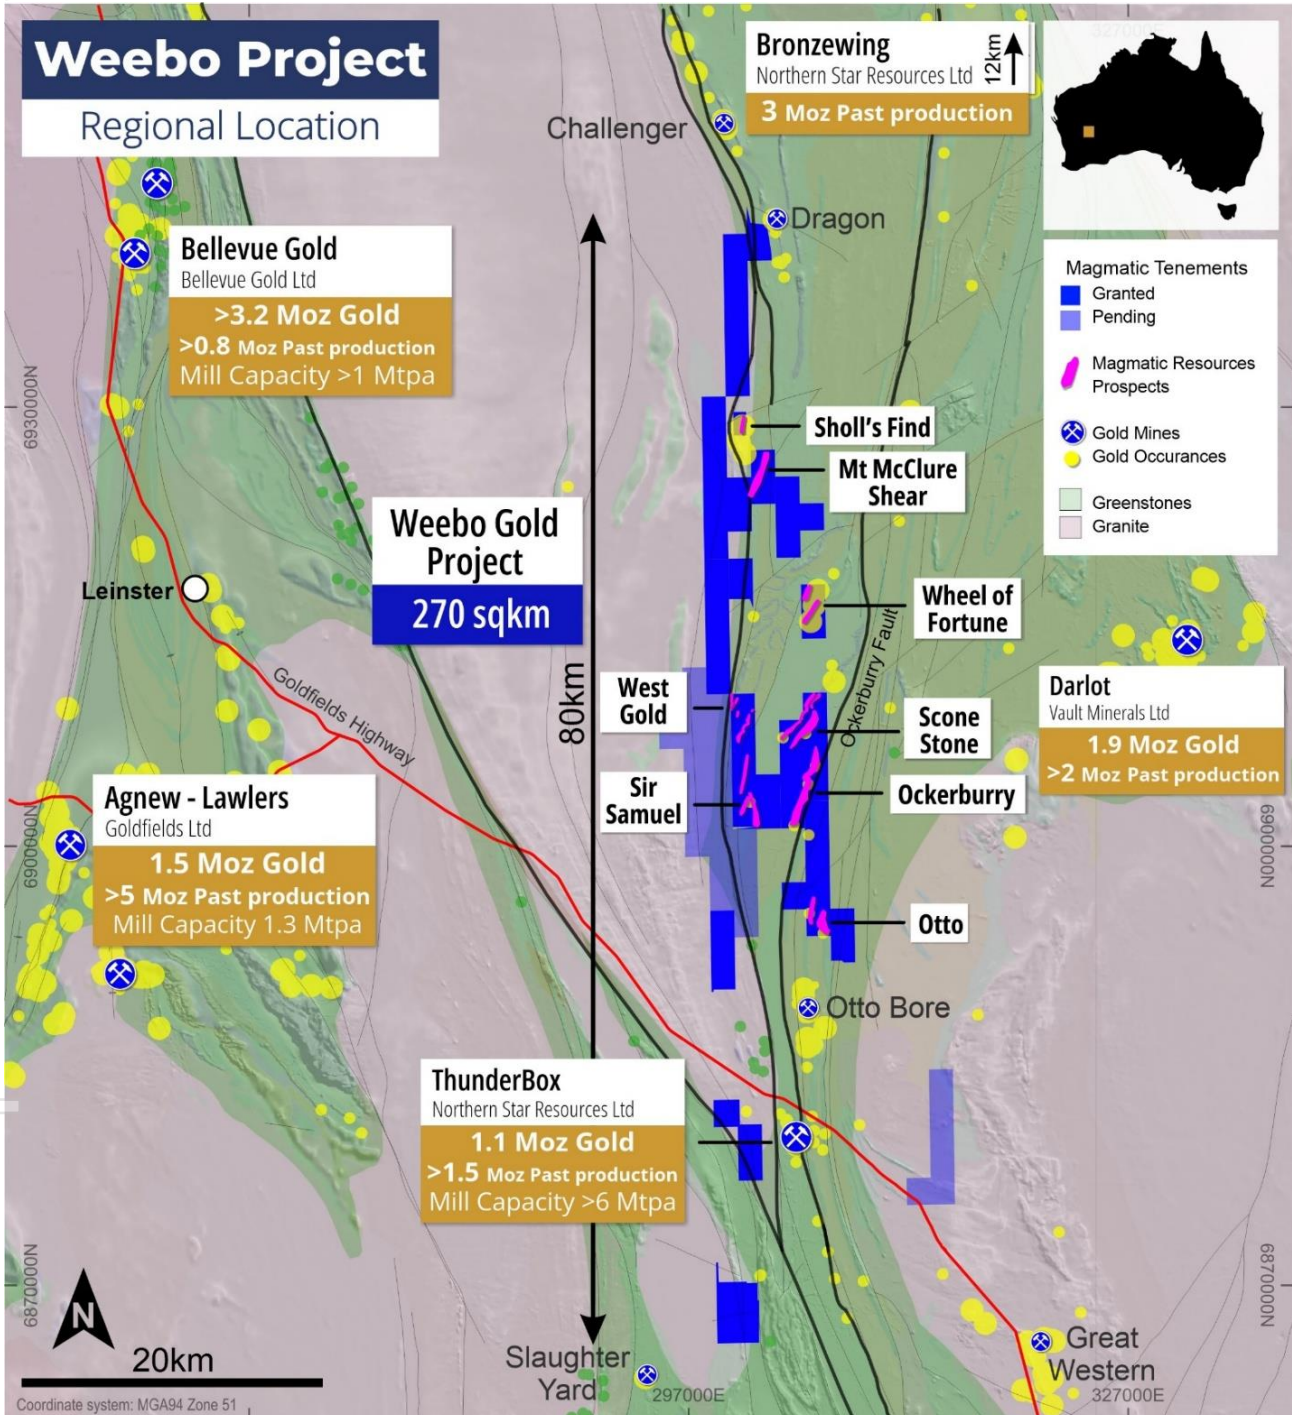 Weebo Project
Regional Location
Bronzewing
Northern Star Resources Ltd
12km
3 Moz Past production
327000E
Challenger
Dragon
Bellevue Gold
Bellevue Gold Ltd
>3.2 Moz Gold
>0.8 Moz Past production
Mill Capacity >1 Mtpa
Magmatic Tenements
Granted
Pending
Magmatic Resources
Prospects
Gold Mines
Gold Occurances
Greenstones
Granite
6930000N
Sholl's Find
Mt McClure
Shear
Weebo Gold
Project
270 sqkm
Leinster
Wheel of
Fortune
Goldfields Highway
80km
West
Gold
Ockerburry Fault
Scone
Stone
Darlot
Vault Minerals Ltd
1.9 Moz Gold
>2 Moz Past production
Sir
Samuel
Ockerburry
Agnew - Lawlers
Goldfields Ltd
1.5 Moz Gold
>5 Moz Past production
Mill Capacity 1.3 Mtpa
6900000N
6900000N
Otto
Otto Bore
ThunderBox
Northern Star Resources Ltd
1.1 Moz Gold
>1.5 Moz Past production
Mill Capacity >6 Mtpa
6870000N
6870000N
N
20km
Slaughter
Yard
Great
Western
297000E
327000E
Coordinate system: MGA94 Zone 51